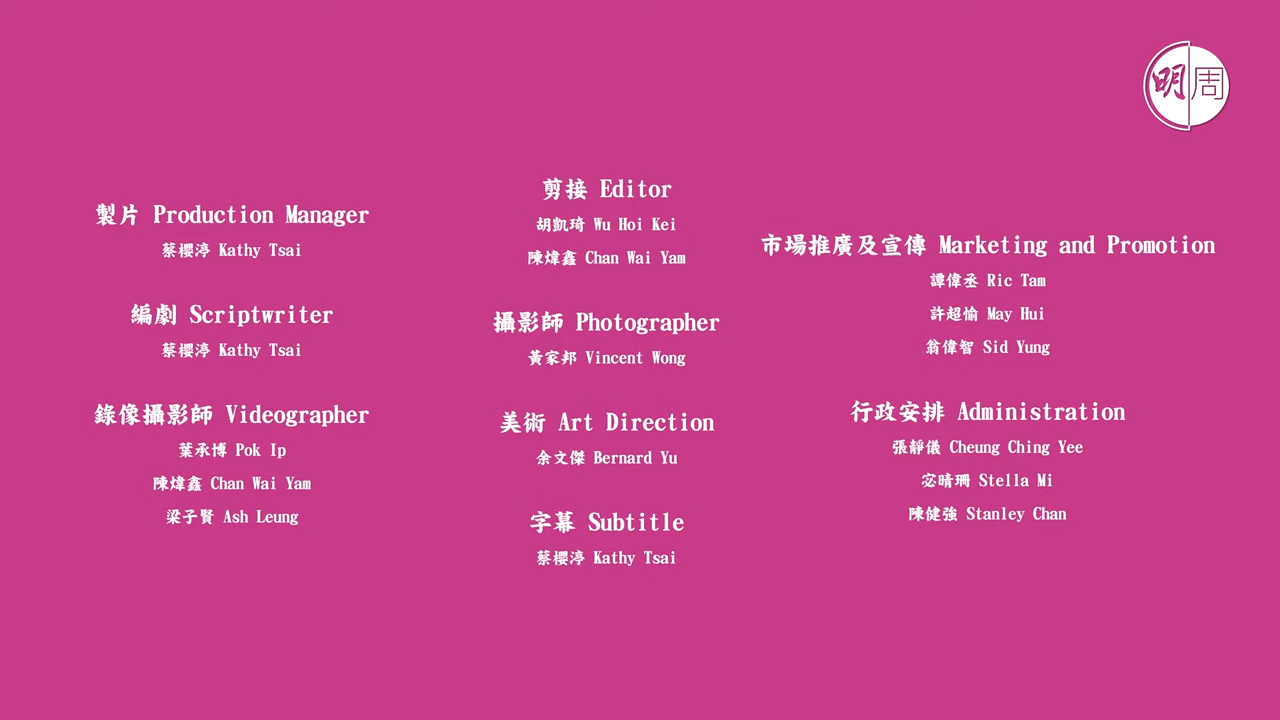 明周
製片 Production Manager
蔡櫻渟 Kathy Tsai
編劇 Scriptwriter
蔡櫻渟 Kathy Tsai
錄像攝影師 Videographer
葉承博 Pok Ip
陳煒鑫 Chan Wai Yam
梁子賢 Ash Leung
剪接 Editor
胡凱琦 Wu Hoi Kei
陳煒鑫 Chan Wai Yam
攝影師 Photographer
黃家邦 Vincent Wong
美術 Art Direction
余文傑 Bernard Yu
字幕 Subtitle
蔡櫻渟 Kathy Tsai
市場推廣及宣傳 Marketing and Promotion
譚偉丞 Ric Tam
許超愉 May Hui
翁偉智 Sid Yung
行政安排 Administration
張靜儀 Cheung Ching Yee
宓晴珊 Stella Mi
陳健強 Stanley Chan